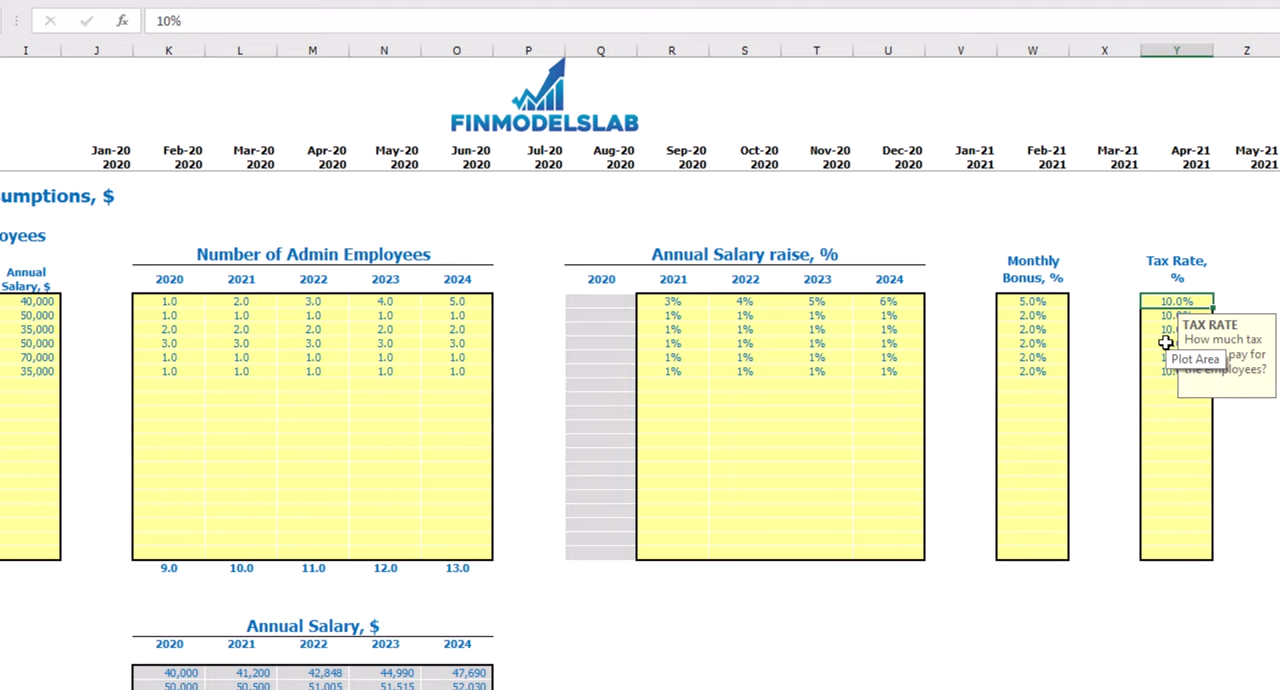 10%
I J K L M N O P Q R S T U V W X Y Z
FINMODELSLAB
Jan-20 Feb-20 Mar-20 Apr-20 May-20 Jun-20 Jul-20 Aug-20 Sep-20 Oct-20 Nov-20 Dec-20 Jan-21 Feb-21 Mar-21 Apr-21 May-21
2020 2020 2020 2020 2020 2020 2020 2020 2020 2020 2020 2020 2021 2021 2021 2021 2021
umptions, $
oyees
Number of Admin Employees
Annual Salary raise, %
Annual
Salary, $
2020 2021 2022 2023 2024
2020 2021 2022 2023 2024
Monthly
Bonus, %
Tax Rate,
%
40,000 1.0 2.0 3.0 4.0 5.0 3% 4% 5% 6% 5.0% 10.0%
50,000 1.0 1.0 1.0 1.0 1.0 1% 1% 1% 1% 2.0%
35,000 2.0 2.0 2.0 2.0 2.0 1% 1% 1% 1% 2.0%
50,000 3.0 3.0 3.0 3.0 3.0 1% 1% 1% 1% 2.0%
70,000 1.0 1.0 1.0 1.0 1.0 1% 1% 1% 1% 2.0%
35,000 1.0 1.0 1.0 1.0 1.0 1% 1% 1% 1% 2.0%
TAX RATE
How much tax
pay for
the employees?
Plot Area
9.0 10.0 11.0 12.0 13.0
Annual Salary, $
2020 2021 2022 2023 2024
40,000 41,200 42,848 44,990 47,690
50,000 50,500 51,005 51,515 52,030